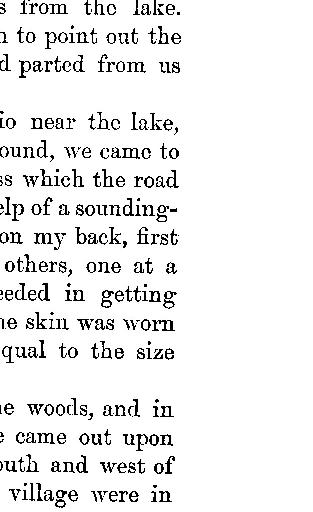 s from the lake.
n to point out the
d parted from us
io near the lake,
ound, we came to
ss which the road
elp of a sounding-
on my back, first
others, one at a
eeded in getting
ne skin was worn
qual to the size
ne woods, and in
e came out upon
outh and west of
village were in